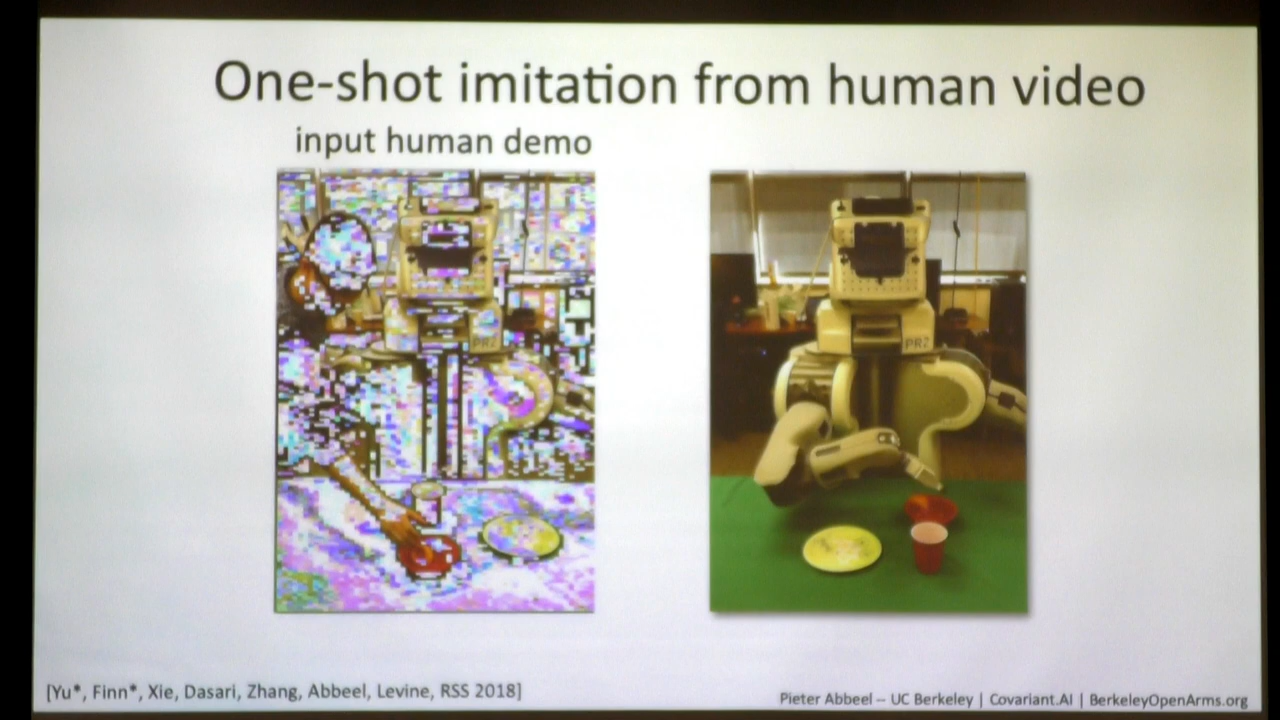 One-shot imitation from human video
input human demo
PR2
PR2
[Yu*, Finn*, Xie, Dasari, Zhang, Abbeel, Levine, RSS 2018]
Pieter Abbeel – UC Berkeley | Covariant.AI | BerkeleyOpenArms.org